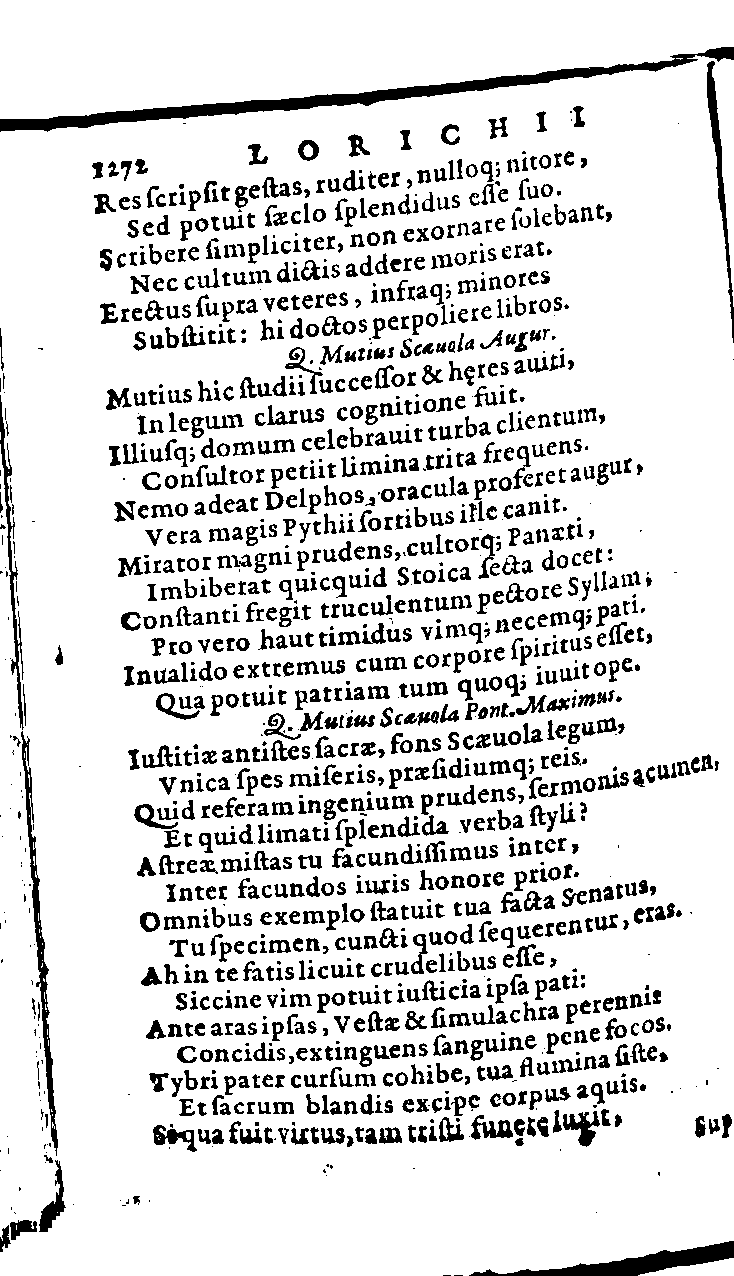 1272 LORICHII
Res ſcripſit geſtas, ruditer, nulloq; nitore,
Sed potuit ſæclo ſplendidus eſſe ſuo.
Scribere ſimpliciter, non exornare ſolebant,
Nec cultum dictis addere moris erat.
Erectus ſupra veteres, infraq; minores
Subſtitit: hi doctos perpoliere libros.
Q. Mutius Scæuola Augur.
Mutius hic ſtudii ſucceſſor & hęres auiti,
In legum clarus cognitione fuit.
Illiuſq; domum celebrauit turba clientum,
Conſultor petiit limina trita frequens.
Nemo adeat Delphos, oracula proferet augur,
Vera magis Pythii ſortibus ille canit.
Mirator magni prudens, cultorq; Panæti,
Imbiberat quicquid Stoica ſecta docet:
Conſtanti fregit truculentum pectore Syllam;
Pro vero haut timidus vimq; necemq; pati.
Inualido extremus cum corpore ſpiritus eſſet,
Qua potuit patriam tum quoq; iuuit ope.
Q. Mutius Scæuola Pont. Maximus.
Iuſtitiæ antiſtes ſacræ, fons Scæuola legum,
Vnica ſpes miſeris, præſidiumq; reis.
Quid referam ingenium prudens, ſermonis acumen,
Et quid limati ſplendida verba ſtyli?
Aſtreæ miſtas tu facundiſſimus inter,
Inter facundos iuris honore prior.
Omnibus exemplo ſtatuit tua facta Senatus,
Tu ſpecimen, cuncti quod ſequerentur, eras.
Ah in te fatis licuit crudelibus eſſe,
Siccine vim potuit iuſticia ipſa pati:
Ante aras ipſas, Veſtæ & ſimulachra perennis
Concidis, extinguens ſanguine pene focos.
Tybri pater curſum cohibe, tua flumina ſiſte,
Et ſacrum blandis excipe corpus aquis.
Si qua fuit virtus, tam triſti funere luxit,
Sup